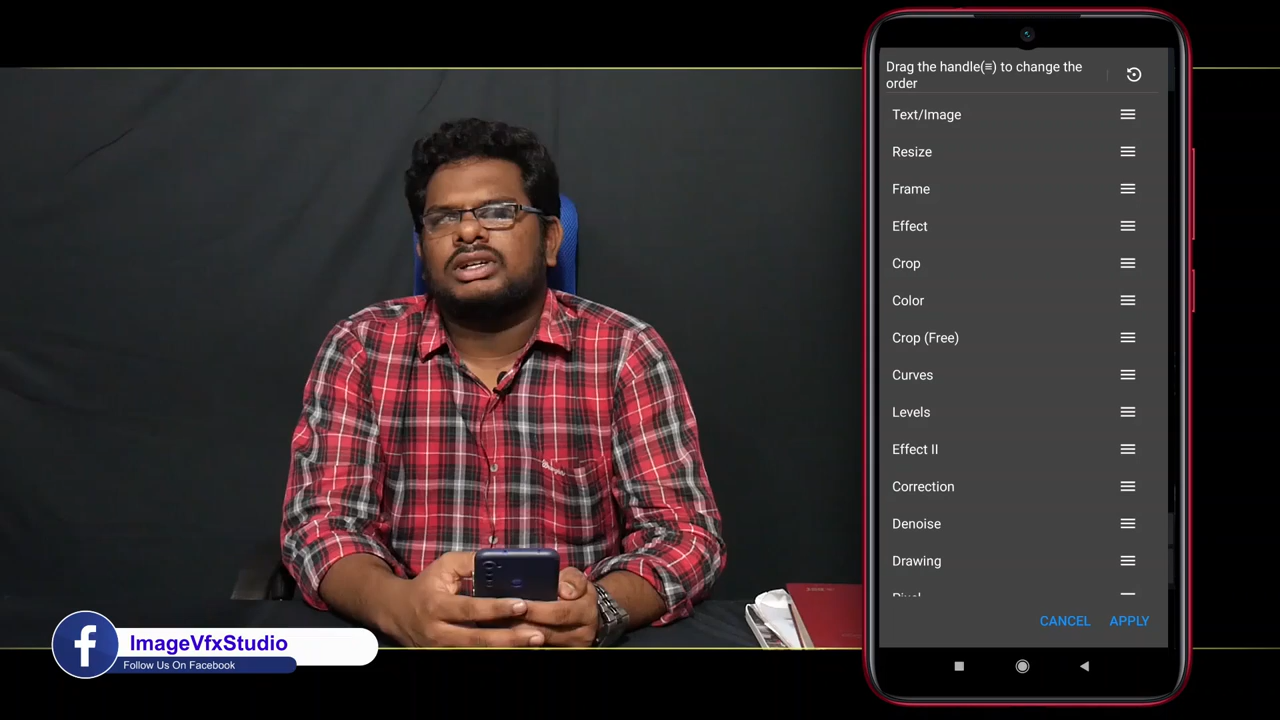 Drag the handle(≡) to change the
order
Text/Image
Resize
Frame
Effect
Crop
Color
Crop (Free)
Curves
Levels
Effect II
Correction
Denoise
Drawing
CANCEL
APPLY
f
ImageVfxStudio
Follow Us On Facebook